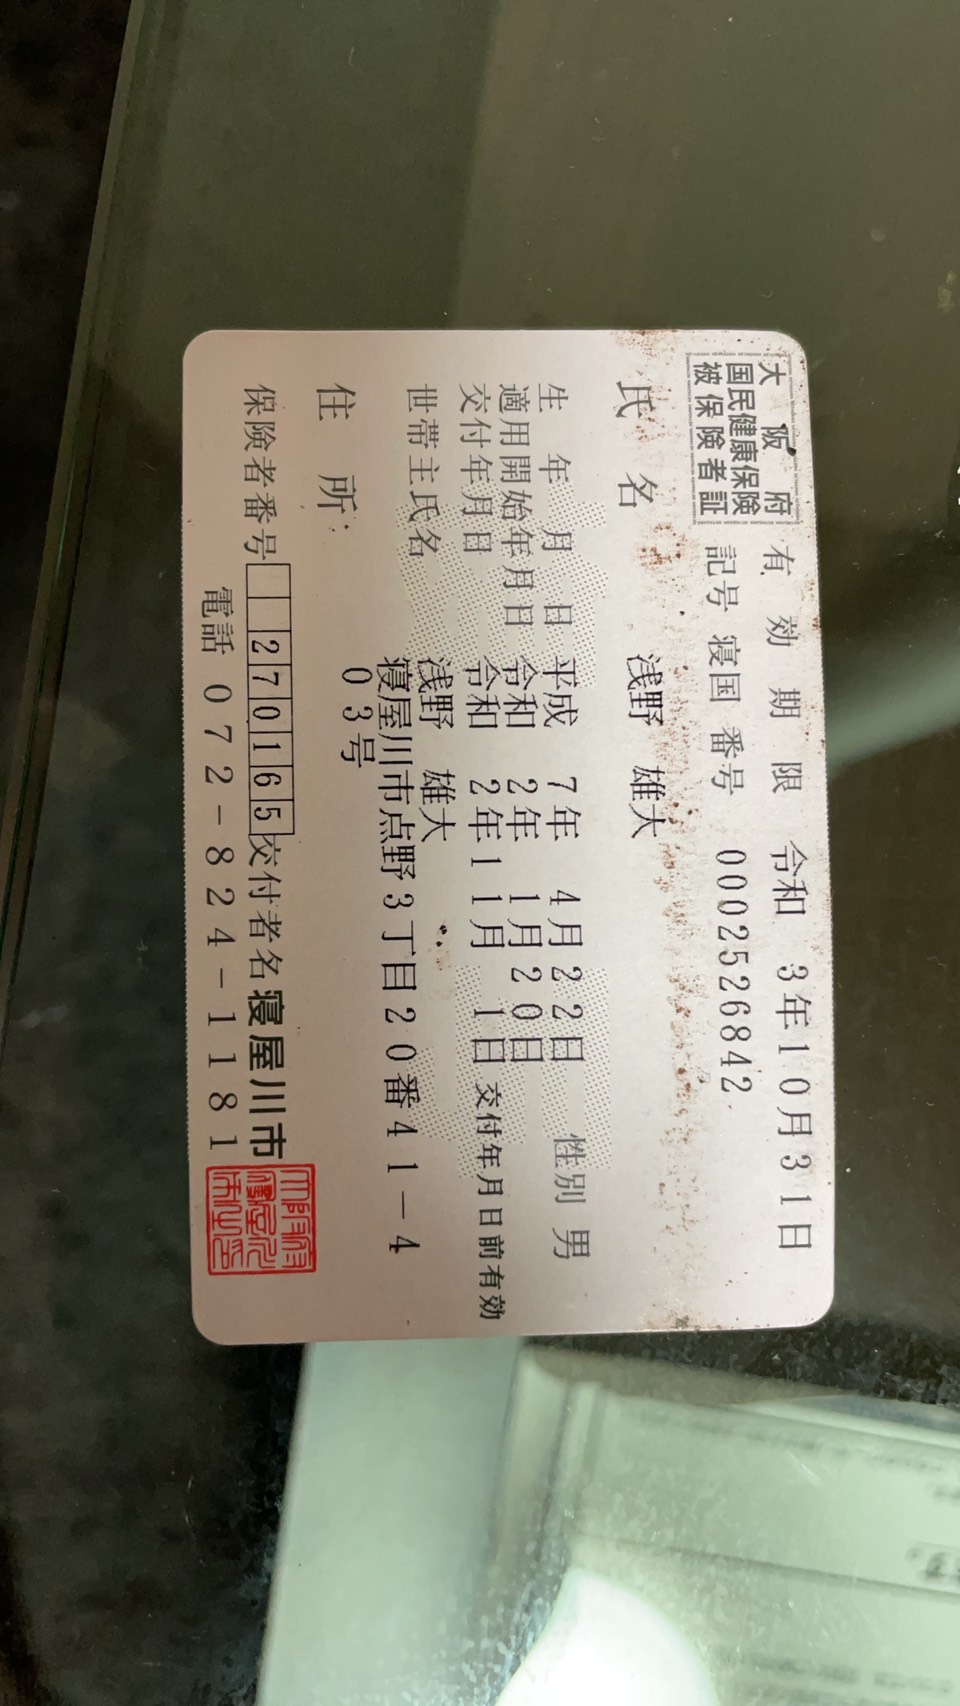 大阪府
国民健康保険
被保険者証
有効期限 令和 3年10月31日
記号 寝国 番号 0002526842
氏名 浅野 雄大
生年月日 平成 7年 4月22日 性別 男
適用開始年月日 令和 2年 1月20日
交付年月日 令和 2年11月 1日 交付年月日前有効
世帯主氏名 浅野 雄大
住所: 寝屋川市点野3丁目20番41-4
03号
保険者番号 270165 交付者名 寝屋川市
電話 072-824-1181